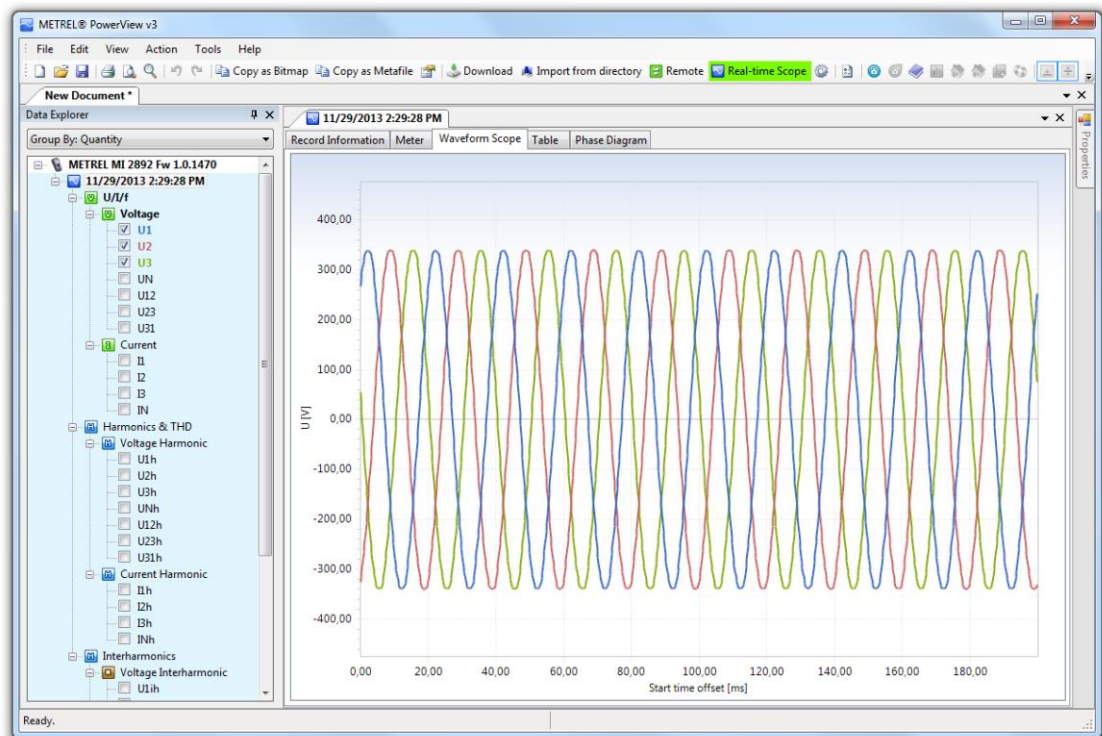 METREL® PowerView v3
File Edit View Action Tools Help
Copy as Bitmap Copy as Metafile Download Import from directory Remote Real-time Scope
New Document *
Data Explorer
Group By: Quantity
METREL MI 2892 Fw 1.0.1470
11/29/2013 2:29:28 PM
U/I/f
Voltage
U1
U2
U3
UN
U12
U23
U31
Current
I1
I2
I3
IN
Harmonics & THD
Voltage Harmonic
U1h
U2h
U3h
UNh
U12h
U23h
U31h
Current Harmonic
I1h
I2h
I3h
INh
Interharmonics
Voltage Interharmonic
U1ih
11/29/2013 2:29:28 PM
Record Information Meter Waveform Scope Table Phase Diagram
400,00
300,00
200,00
100,00
0,00
-100,00
-200,00
-300,00
-400,00
U [V]
0,00 20,00 40,00 60,00 80,00 100,00 120,00 140,00 160,00 180,00
Start time offset [ms]
Properties
Ready.